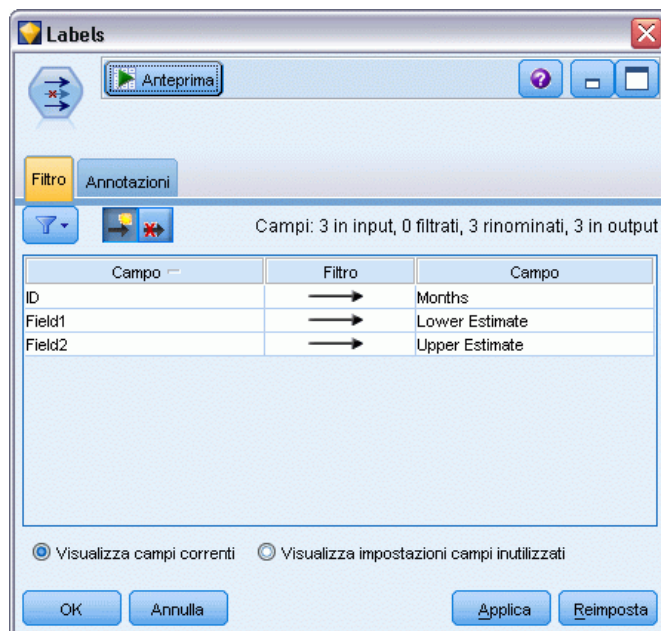 Labels
Anteprima
Filtro
Annotazioni
Campi: 3 in input, 0 filtrati, 3 rinominati, 3 in output
Campo Filtro Campo
ID Months
Field1 Lower Estimate
Field2 Upper Estimate
Visualizza campi correnti Visualizza impostazioni campi inutilizzati
OK Annulla Applica Reimposta